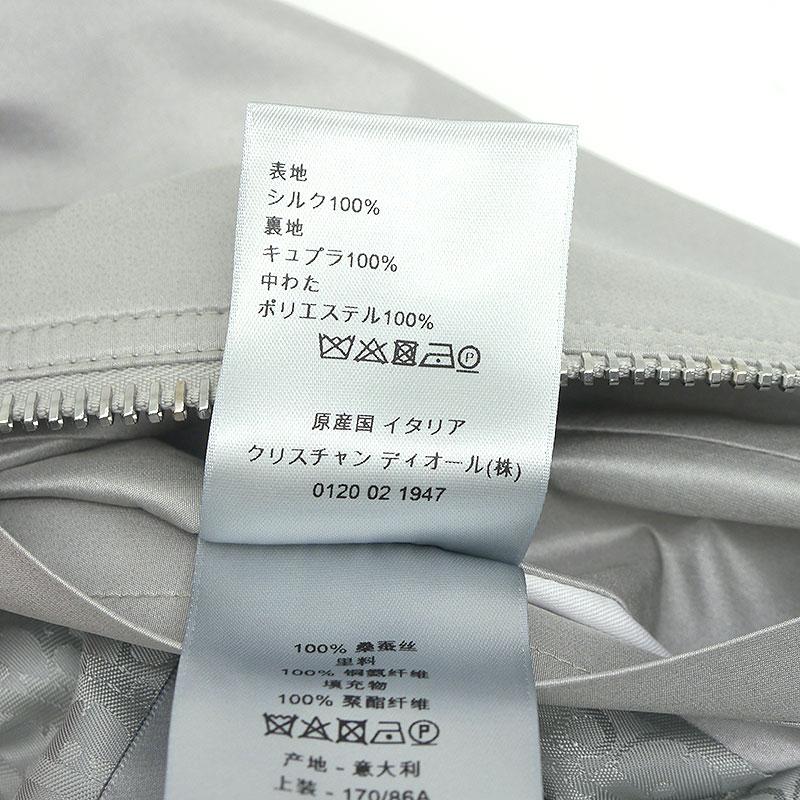 表地
シルク100%
裏地
キュプラ100%
中わた
ポリエステル100%
原産国 イタリア
クリスチャン ディオール(株)
0120 02 1947
100% 桑蚕丝
里料
100% 铜氨纤维
填充物
100% 聚酯纤维
产地 - 意大利
上装 - 170/86A